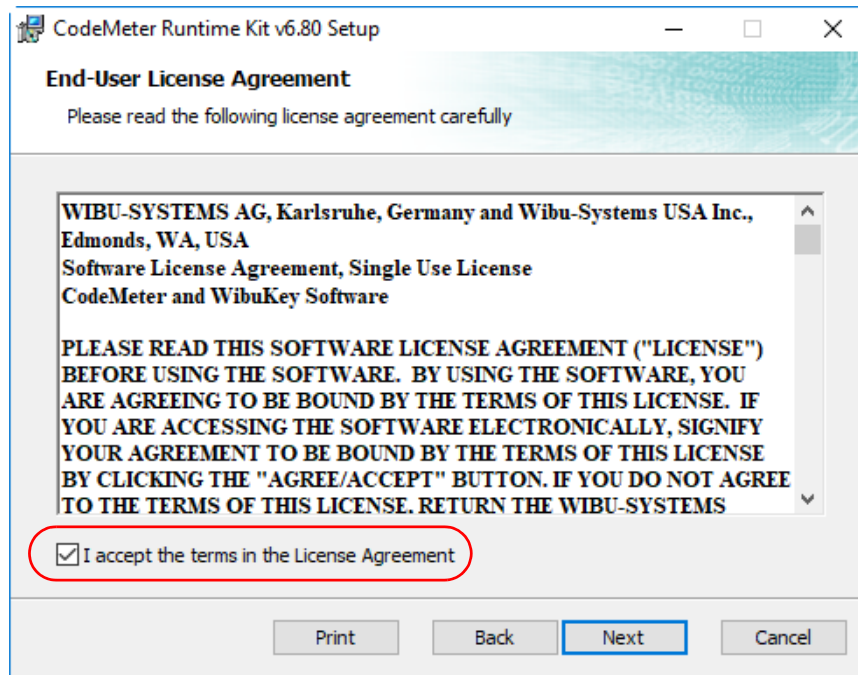 CodeMeter Runtime Kit v6.80 Setup
End-User License Agreement
Please read the following license agreement carefully
WIBU-SYSTEMS AG, Karlsruhe, Germany and Wibu-Systems USA Inc.,
Edmonds, WA, USA
Software License Agreement, Single Use License
CodeMeter and WibuKey Software
PLEASE READ THIS SOFTWARE LICENSE AGREEMENT ("LICENSE")
BEFORE USING THE SOFTWARE.  BY USING THE SOFTWARE, YOU
ARE AGREEING TO BE BOUND BY THE TERMS OF THIS LICENSE.  IF
YOU ARE ACCESSING THE SOFTWARE ELECTRONICALLY, SIGNIFY
YOUR AGREEMENT TO BE BOUND BY THE TERMS OF THIS LICENSE
BY CLICKING THE "AGREE/ACCEPT" BUTTON. IF YOU DO NOT AGREE
TO THE TERMS OF THIS LICENSE, RETURN THE WIBU-SYSTEMS
I accept the terms in the License Agreement
Print Back Next Cancel